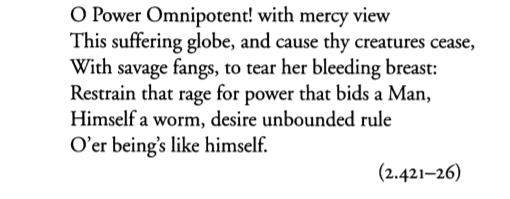 O Power Omnipotent! with mercy view
This suffering globe, and cause thy creatures cease,
With savage fangs, to tear her bleeding breast:
Restrain that rage for power that bids a Man,
Himself a worm, desire unbounded rule
O'er being's like himself.
(2.421–26)